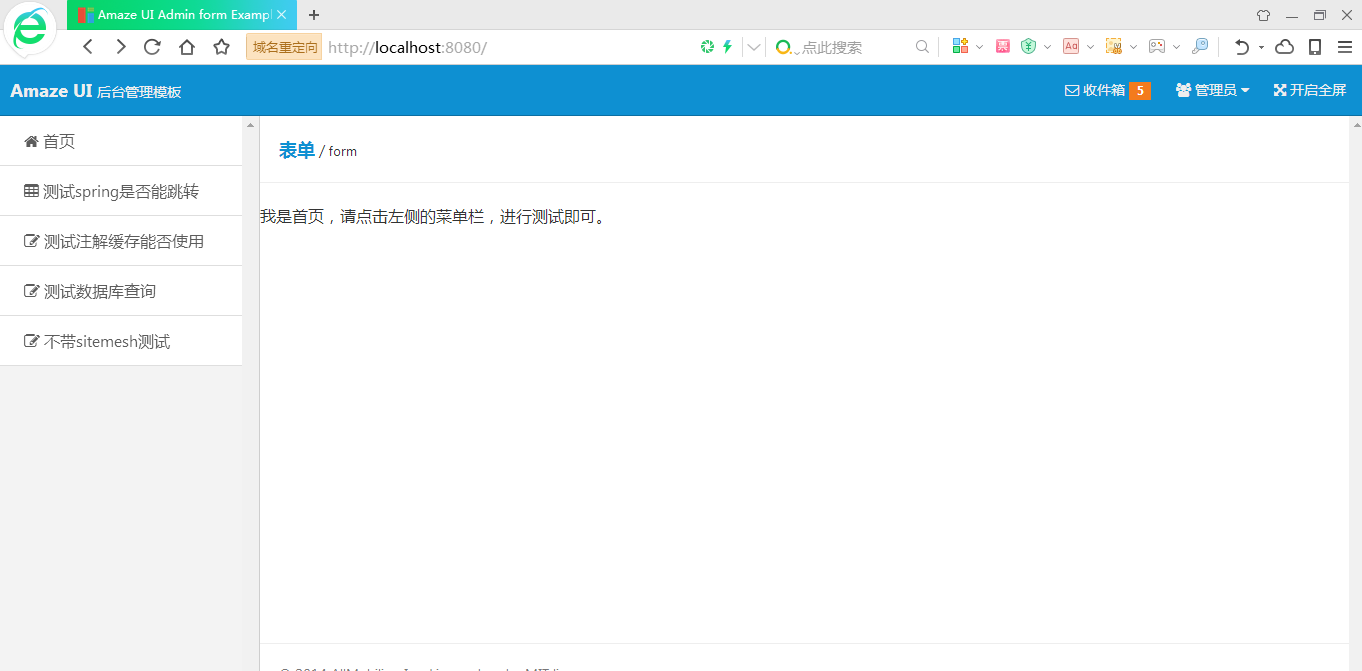 Amaze UI Admin form Exampl
域名重定向 http://localhost:8080/
点此搜索
票
Aa
Amaze UI 后台管理模板
收件箱 5 管理员 开启全屏
首页
测试spring是否能跳转
测试注解缓存能否使用
测试数据库查询
不带sitemesh测试
表单 / form
我是首页，请点击左侧的菜单栏，进行测试即可。